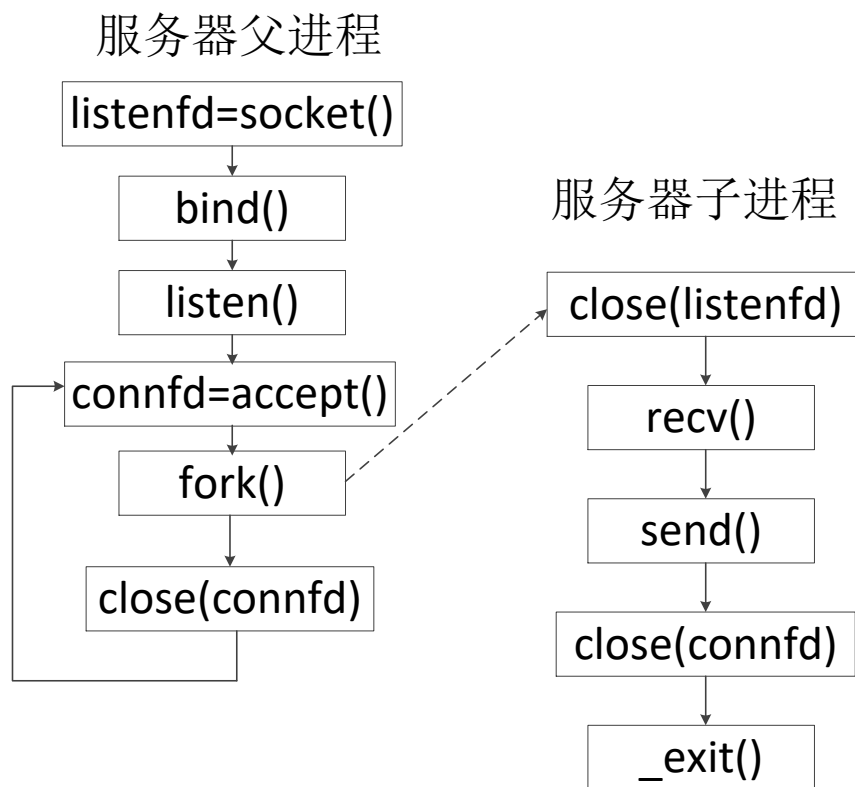 服务器父进程
listenfd=socket()
bind()
listen()
connfd=accept()
fork()
close(connfd)
服务器子进程
close(listenfd)
recv()
send()
close(connfd)
_exit()